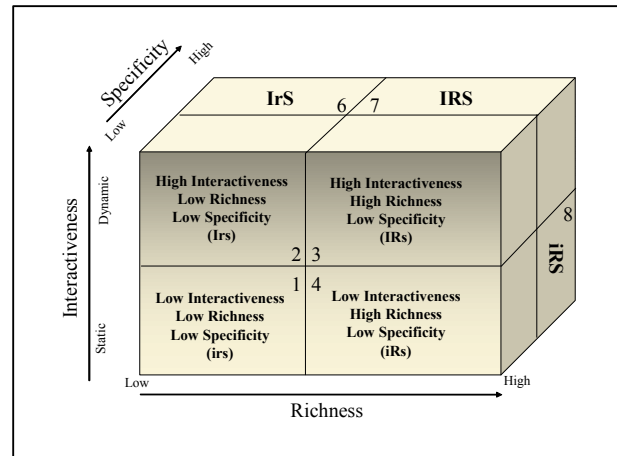 Specificity
High
Low
IrS
6
7
IRS
Interactiveness
Dynamic
Static
High Interactiveness
Low Richness
Low Specificity
(Irs)
2
High Interactiveness
High Richness
Low Specificity
(IRs)
3
8
iRS
1
Low Interactiveness
Low Richness
Low Specificity
(irs)
4
Low Interactiveness
High Richness
Low Specificity
(iRs)
Low
High
Richness